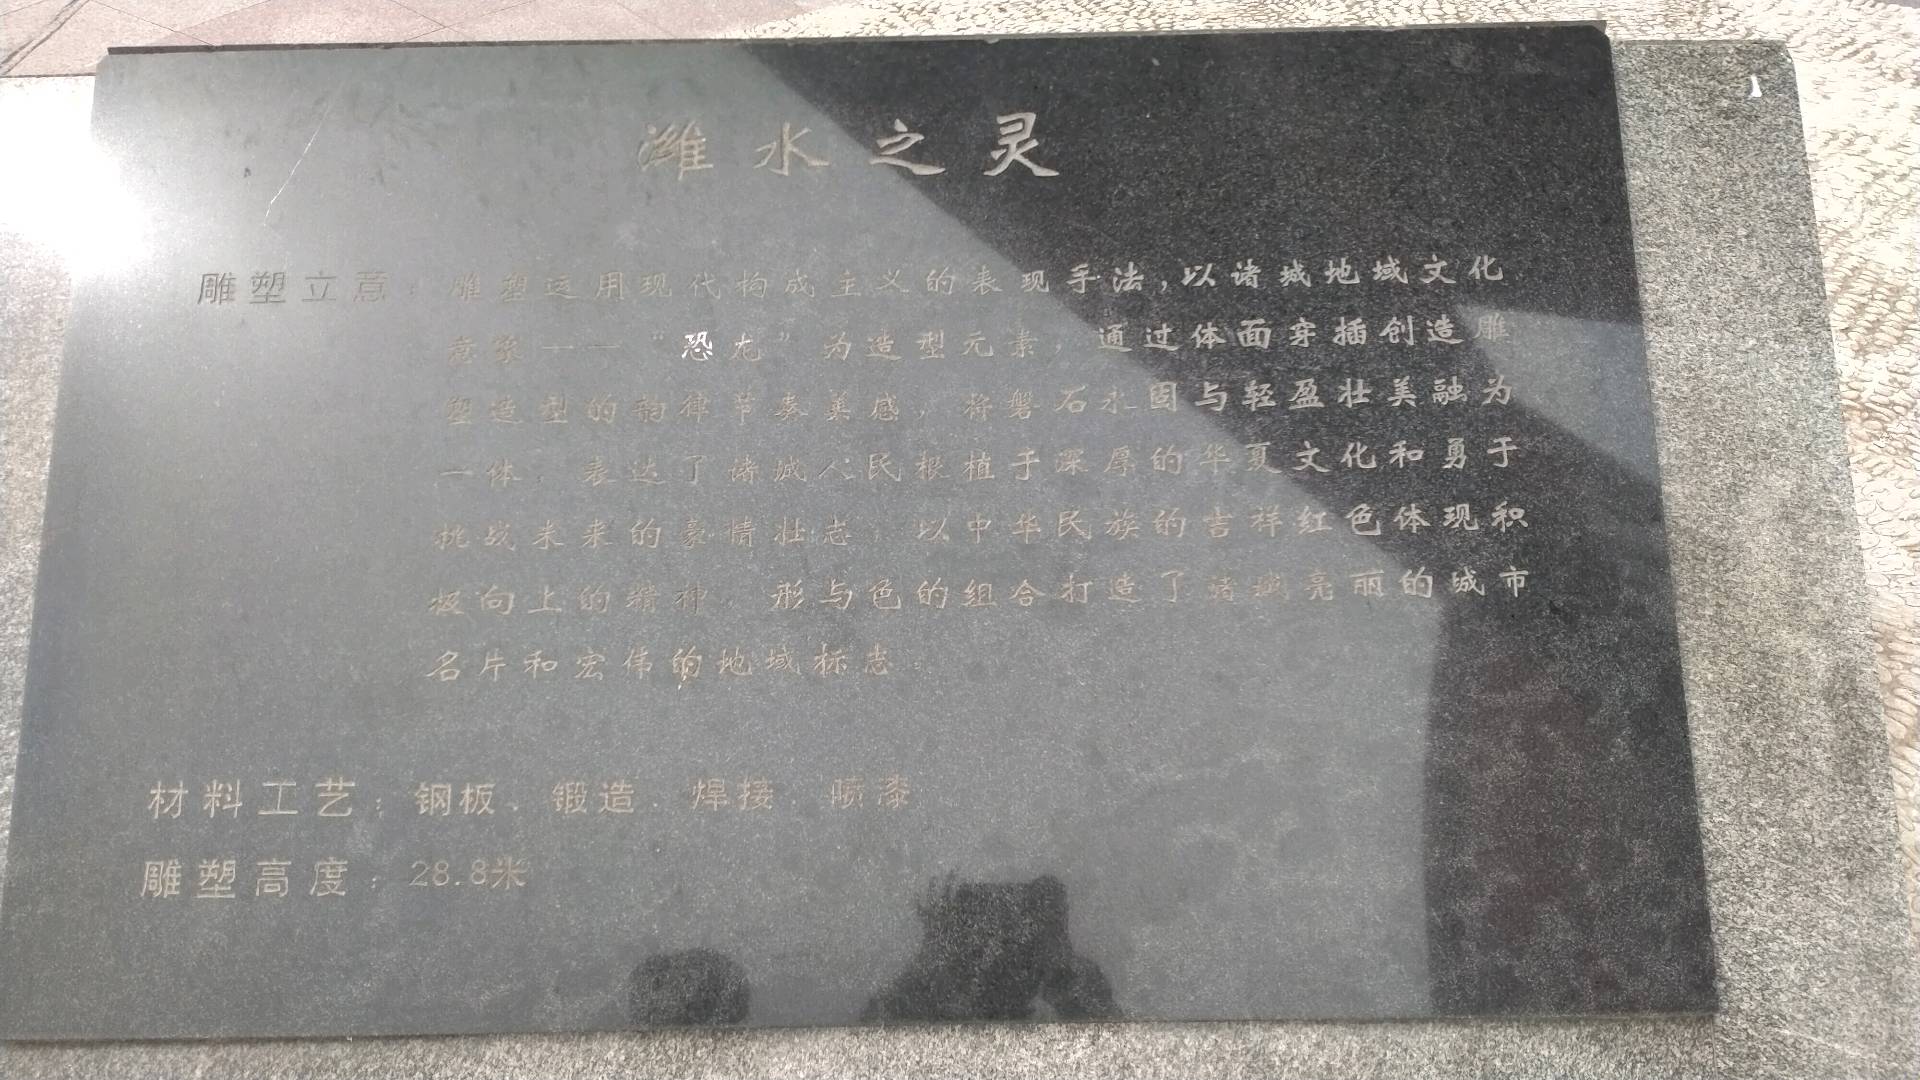 潍水之灵
雕塑立意：雕塑运用现代构成主义的表现手法，以诸城地域文化
意象——“恐龙”为造型元素，通过体面穿插创造雕
塑造型的韵律节奏美感，将磐石永固与轻盈壮美融为
一体，表达了诸城人民根植于深厚的华夏文化和勇于
挑战未来的豪情壮志，以中华民族的吉祥红色体现积
极向上的精神，形与色的组合打造了诸城亮丽的城市
名片和宏伟的地域标志。
材料工艺：钢板、锻造、焊接、喷漆
雕塑高度：28.8米